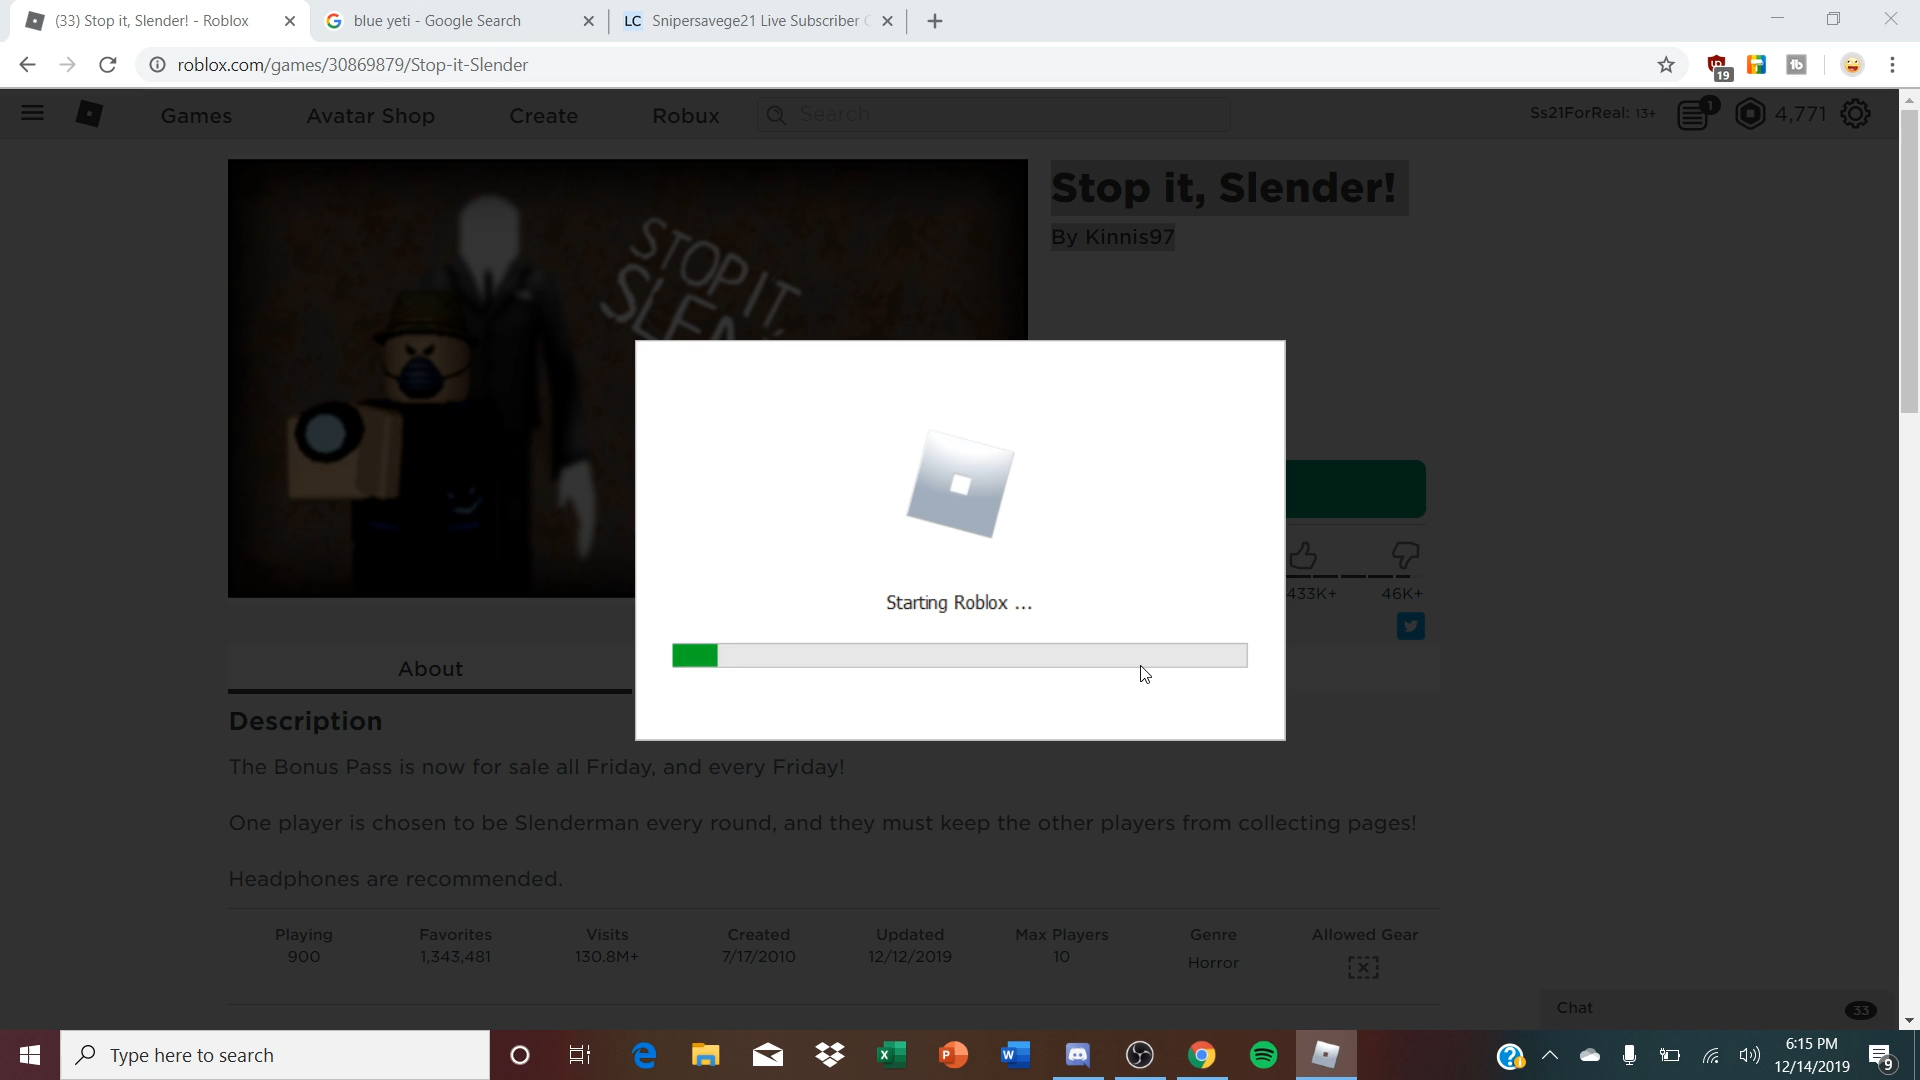 (33) Stop it, Slender! - Roblox
blue yeti - Google Search
LC Snipersavege21 Live Subscriber
roblox.com/games/30869879/Stop-it-Slender
19
Games
Avatar Shop
Create
Robux
Search
Ss21ForReal: 13+
1
4,771
STOP IT,
Stop it, Slender!
By Kinnis97
Starting Roblox ...
433K+
46K+
About
Description
The Bonus Pass is now for sale all Friday, and every Friday!
One player is chosen to be Slenderman every round, and they must keep the other players from collecting pages!
Headphones are recommended.
Playing Favorites Visits Created Updated Max Players Genre Allowed Gear
900 1,343,481 130.8M+ 7/17/2010 12/12/2019 10 Horror
Chat
33
Type here to search
6:15 PM
12/14/2019
9